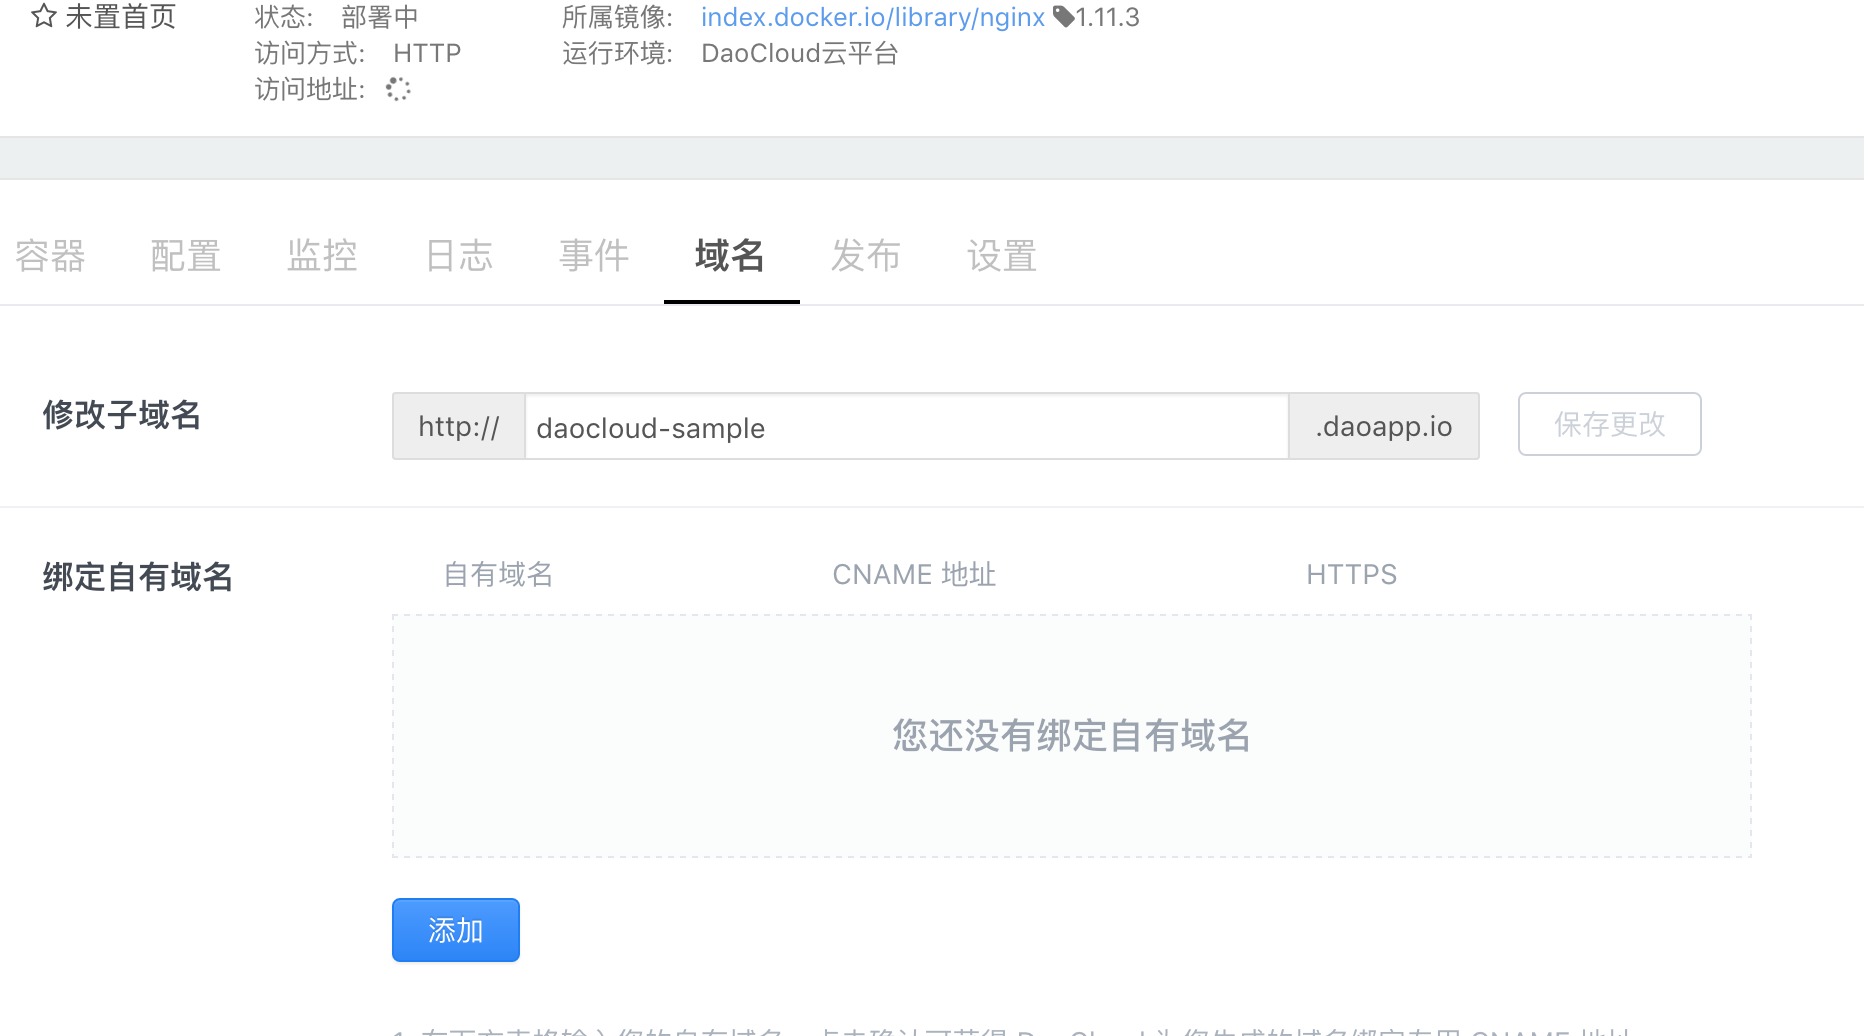 未置首页 状态: 部署中 所属镜像: index.docker.io/library/nginx 1.11.3
访问方式: HTTP 运行环境: DaoCloud云平台
访问地址:
容器 配置 监控 日志 事件 域名 发布 设置
修改子域名 http:// daocloud-sample .daoapp.io 保存更改
绑定自有域名 自有域名 CNAME 地址 HTTPS
您还没有绑定自有域名
添加